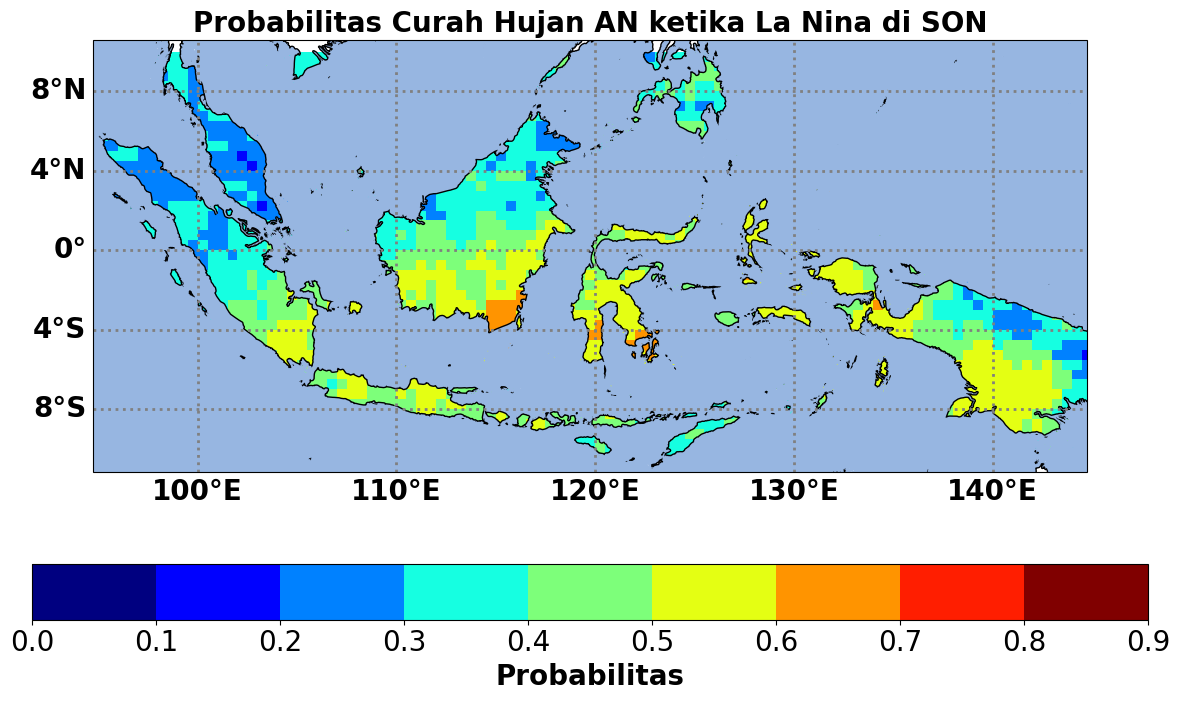 Probabilitas Curah Hujan AN ketika La Nina di SON
8°N
4°N
0°
4°S
8°S
100°E 110°E 120°E 130°E 140°E
0.0 0.1 0.2 0.3 0.4 0.5 0.6 0.7 0.8 0.9
Probabilitas